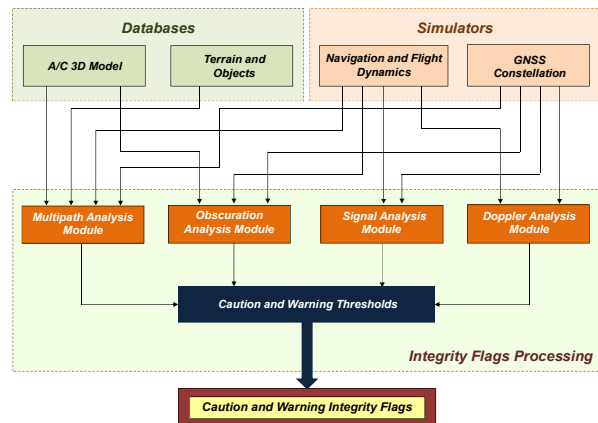 Databases
Simulators
A/C 3D Model
Terrain and
Objects
Navigation and Flight
Dynamics
GNSS
Constellation
Multipath Analysis
Module
Obscuration
Analysis Module
Signal Analysis
Module
Doppler Analysis
Module
Caution and Warning Thresholds
Integrity Flags Processing
Caution and Warning Integrity Flags